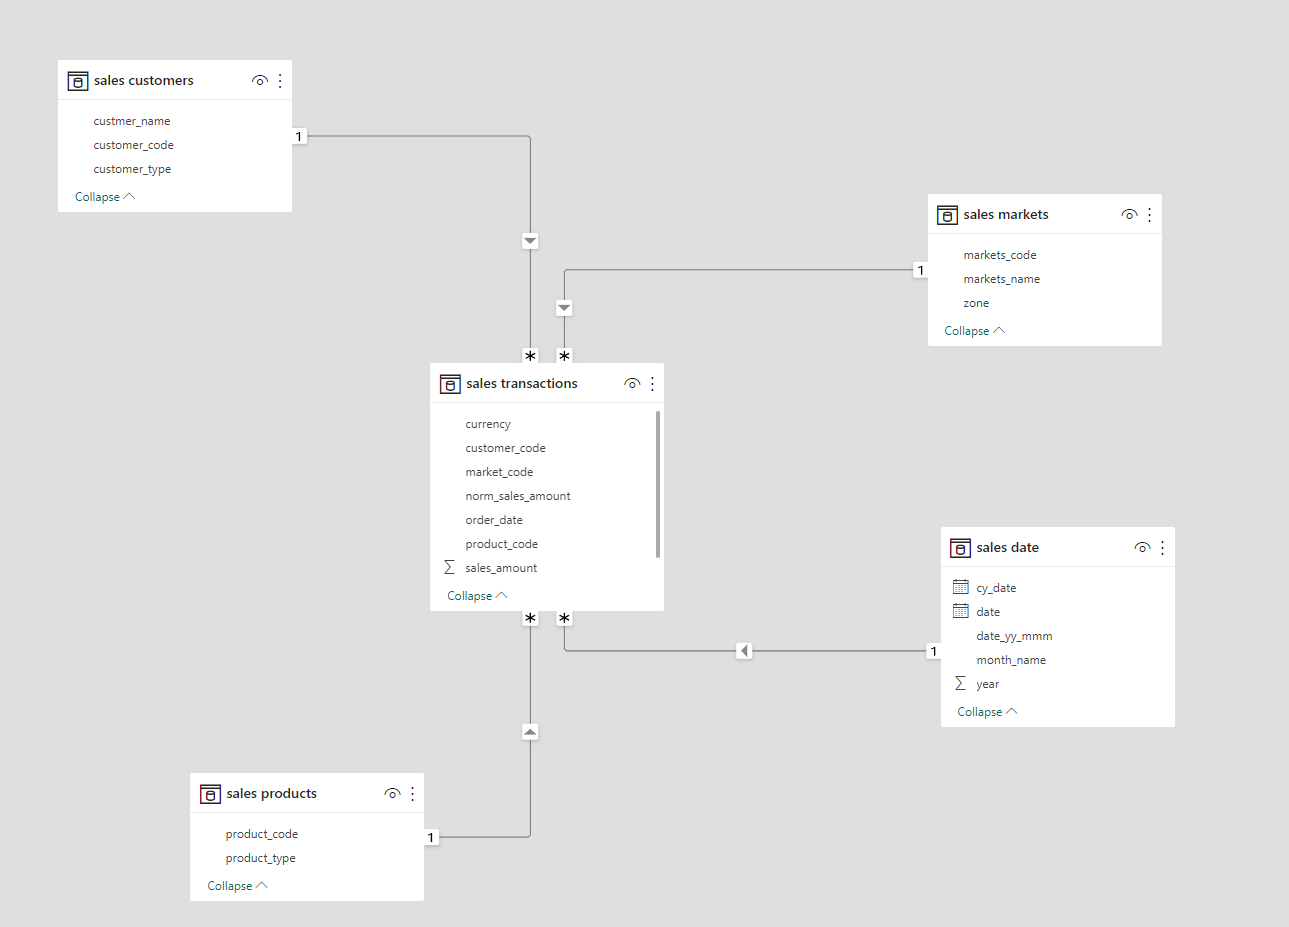 sales customers
custmer_name
customer_code
customer_type
Collapse
1
sales markets
markets_code
markets_name
zone
Collapse
1
*
*
sales transactions
currency
customer_code
market_code
norm_sales_amount
order_date
product_code
Σ sales_amount
Collapse
*
*
sales date
cy_date
date
date_yy_mmm
month_name
Σ year
Collapse
1
sales products
product_code
product_type
Collapse
1